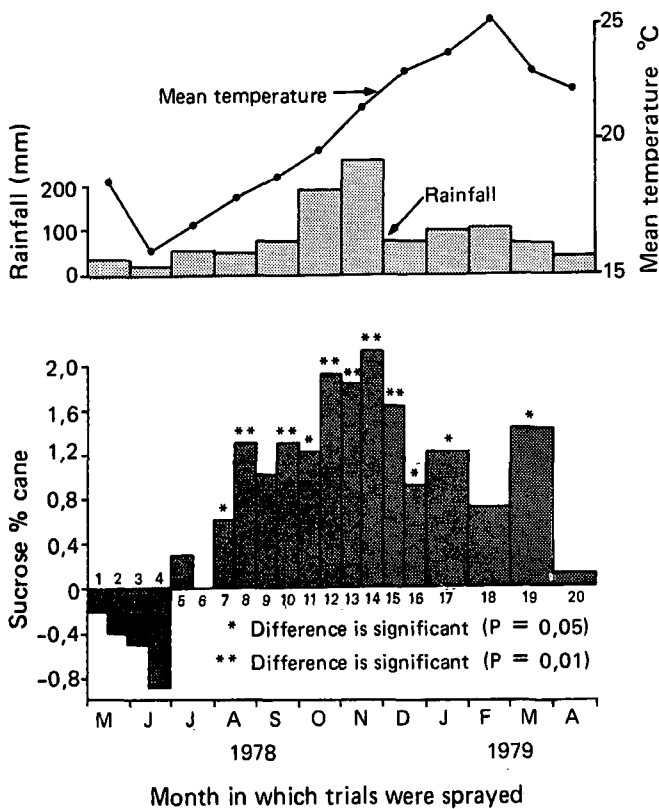 25
°C
Mean temperature
Mean temperature
20
15
Rainfall (mm)
200
100
0
Rainfall
Sucrose % cane
2,0
1,6
1,2
0,8
0,4
0
-0,4
-0,8
* ** ** * ** ** ** ** * * *
1 2 3 4 5 6 7 8 9 10 11 12 13 14 15 16 17 18 19 20
* Difference is significant (P = 0,05)
** Difference is significant (P = 0,01)
M J J A S O N D J F M A
1978 1979
Month in which trials were sprayed